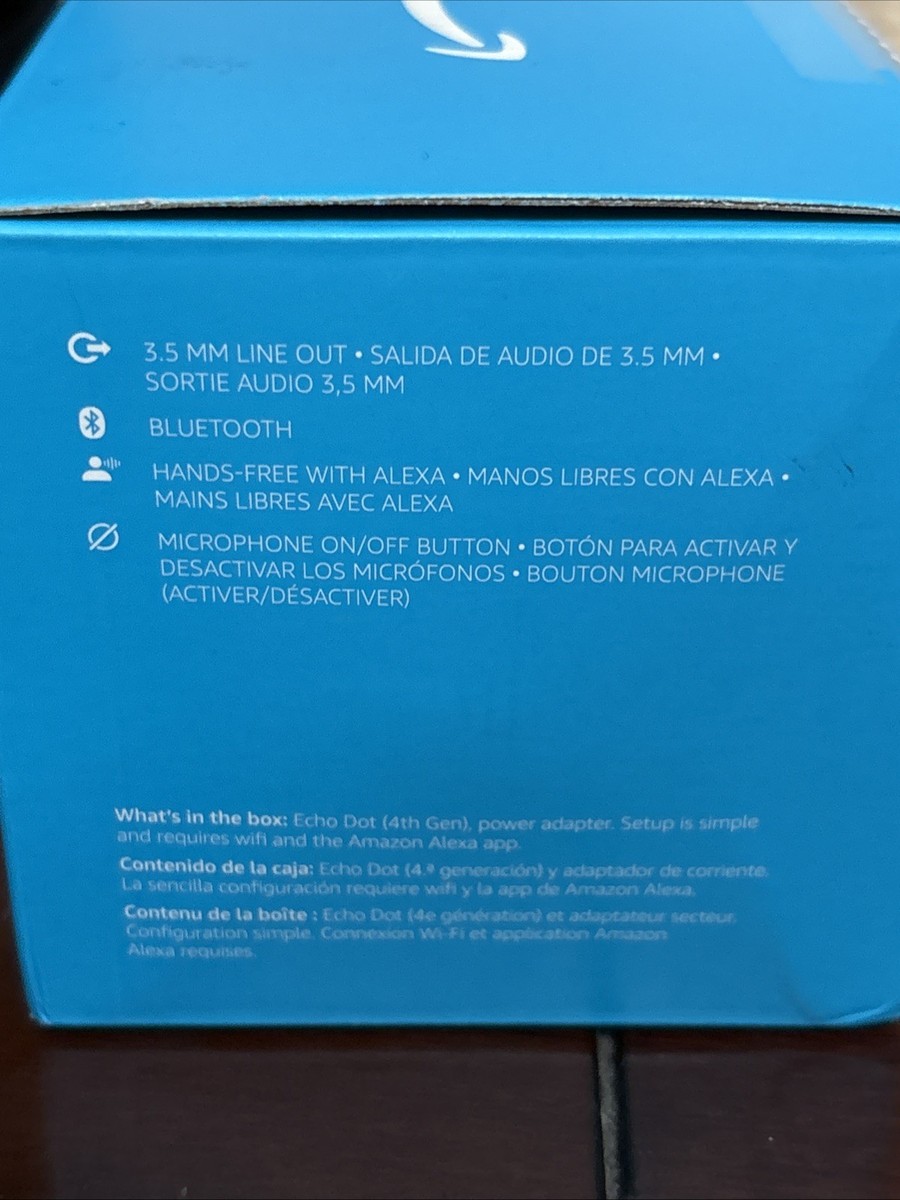 3.5 MM LINE OUT • SALIDA DE AUDIO DE 3.5 MM •
SORTIE AUDIO 3,5 MM
BLUETOOTH
HANDS-FREE WITH ALEXA • MANOS LIBRES CON ALEXA •
MAINS LIBRES AVEC ALEXA
MICROPHONE ON/OFF BUTTON • BOTÓN PARA ACTIVAR Y
DESACTIVAR LOS MICRÓFONOS • BOUTON MICROPHONE
(ACTIVER/DÉSACTIVER)
What's in the box: Echo Dot (4th Gen), power adapter. Setup is simple
and requires wifi and the Amazon Alexa app.
Contenido de la caja: Echo Dot (4.ª generación) y adaptador de corriente.
La sencilla configuración requiere wifi y la app de Amazon Alexa.
Contenu de la boîte : Echo Dot (4e génération) et adaptateur secteur.
Configuration simple. Connexion Wi-Fi et application Amazon
Alexa requises.